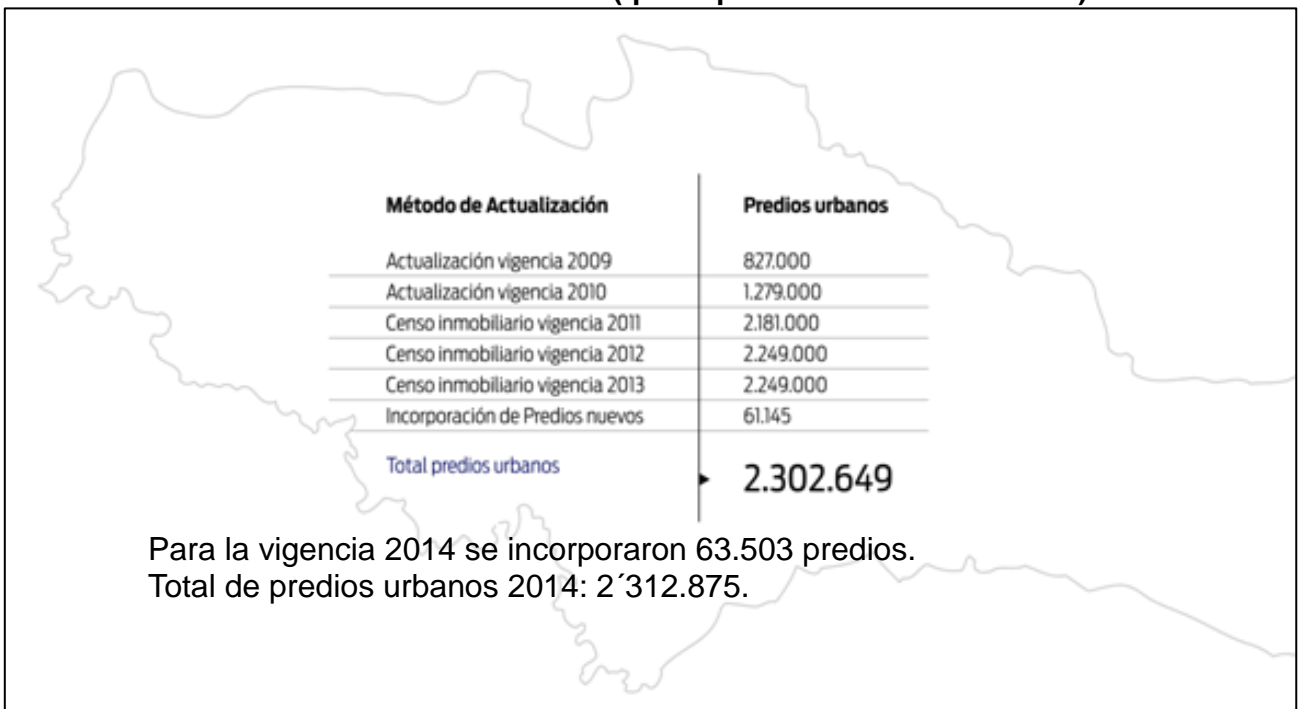 Método de Actualización Predios urbanos
Actualización vigencia 2009 827.000
Actualización vigencia 2010 1.279.000
Censo inmobiliario vigencia 2011 2.181.000
Censo inmobiliario vigencia 2012 2.249.000
Censo inmobiliario vigencia 2013 2.249.000
Incorporación de Predios nuevos 61.145
Total predios urbanos 2.302.649
Para la vigencia 2014 se incorporaron 63.503 predios.
Total de predios urbanos 2014: 2´312.875.